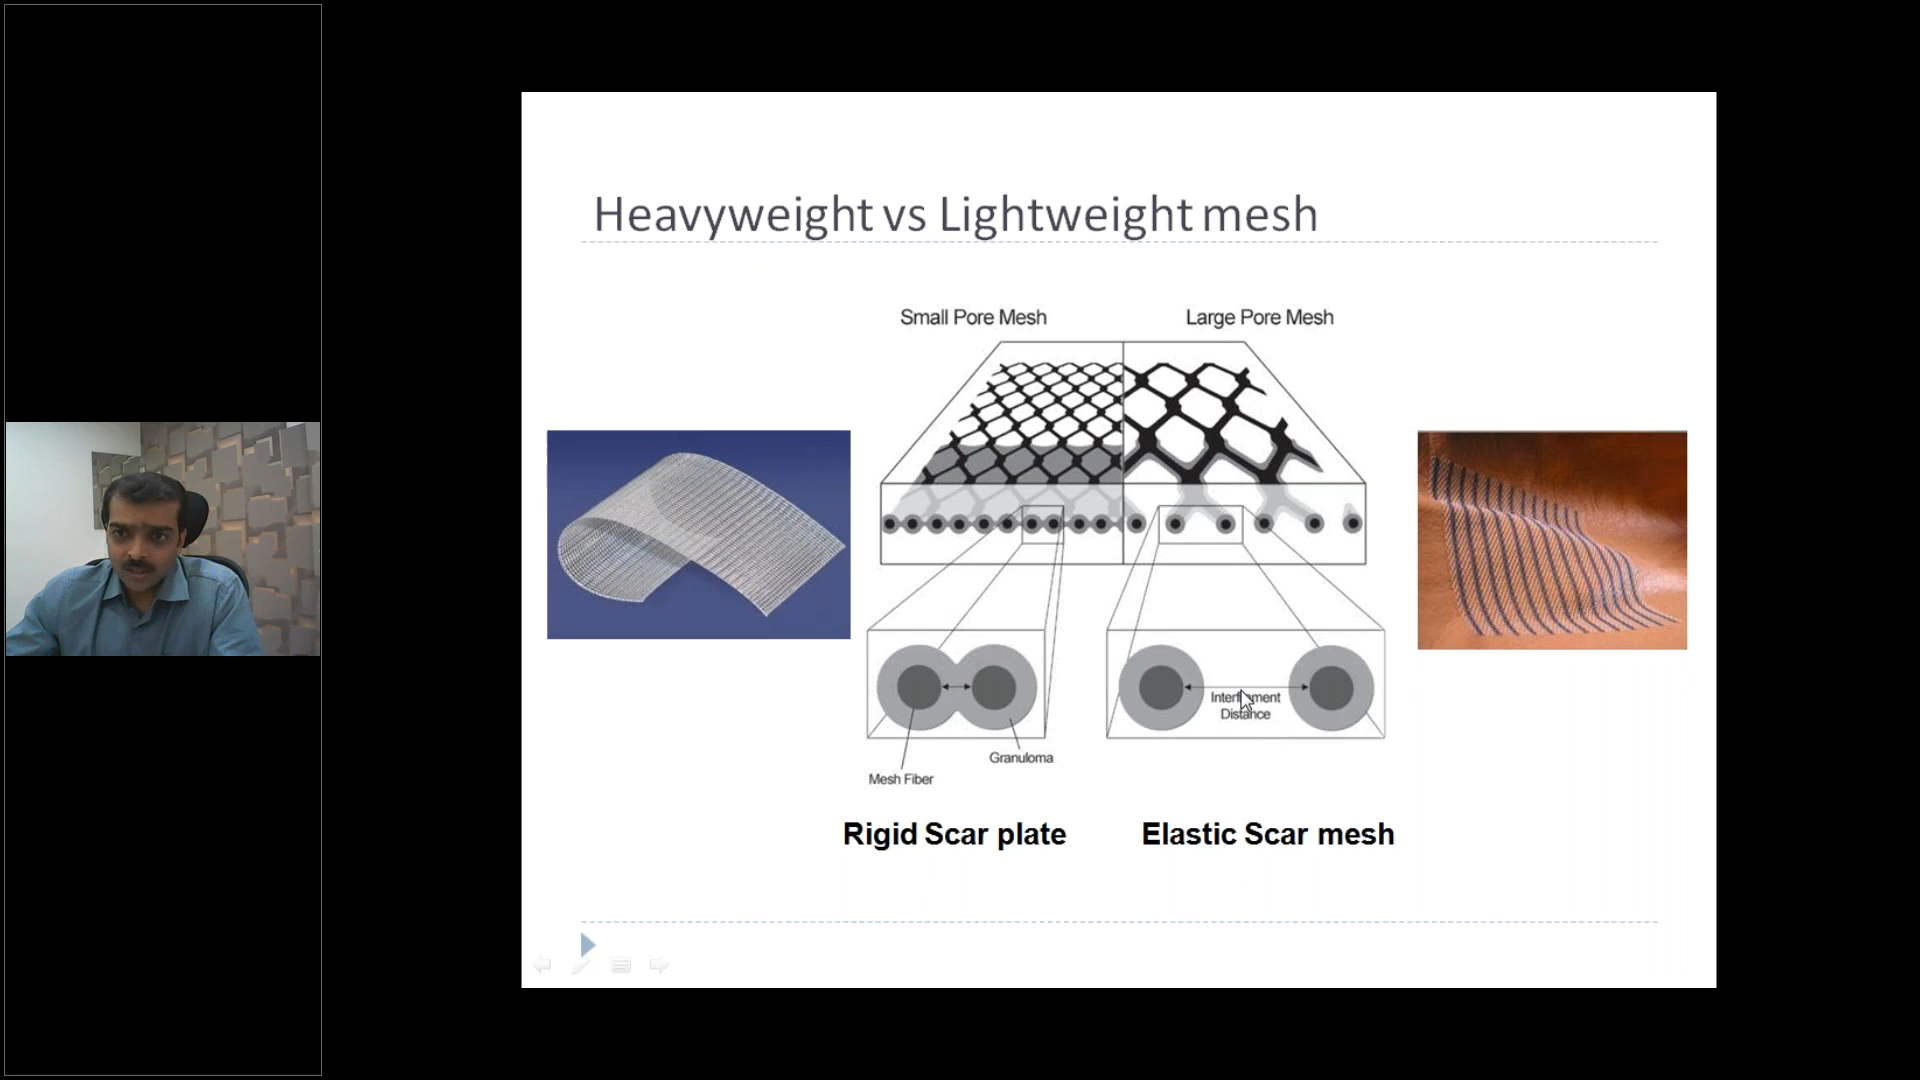 Heavyweight vs Lightweight mesh
Small Pore Mesh
Large Pore Mesh
Distance
Granuloma
Mesh Fiber
Rigid Scar plate
Elastic Scar mesh